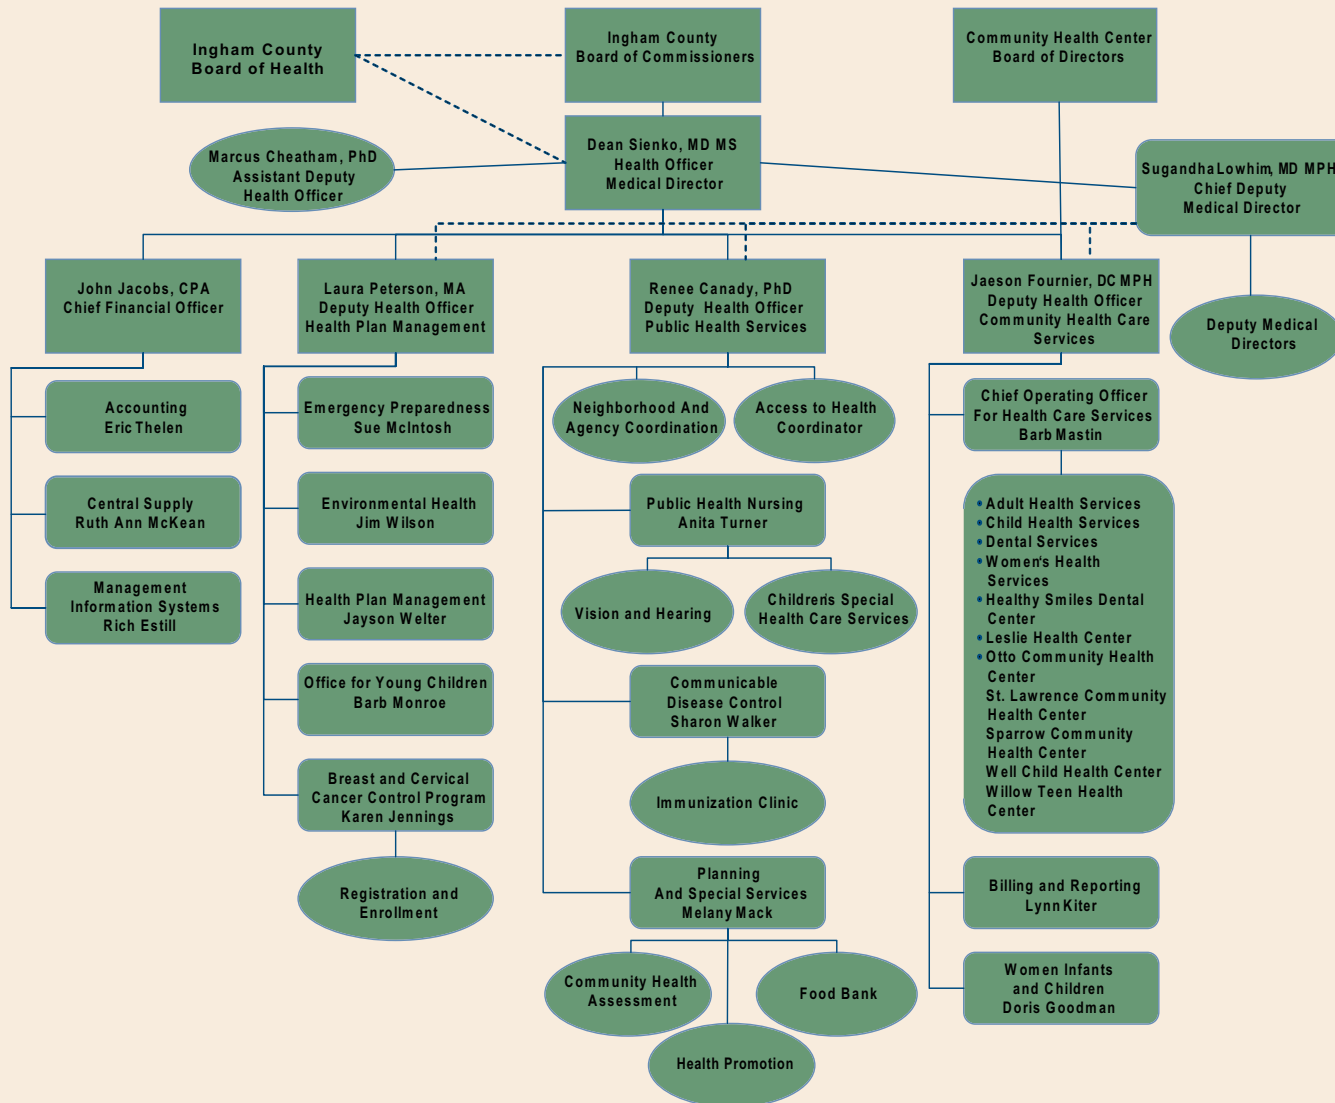 Ingham County
Board of Health
Ingham County
Board of Commissioners
Community Health Center
Board of Directors
Marcus Cheatham, PhD
Assistant Deputy
Health Officer
Dean Sienko, MD MS
Health Officer
Medical Director
Sugandha Lowhim, MD MPH
Chief Deputy
Medical Director
John Jacobs, CPA
Chief Financial Officer
Laura Peterson, MA
Deputy Health Officer
Health Plan Management
Renee Canady, PhD
Deputy Health Officer
Public Health Services
Jaeson Fournier, DC MPH
Deputy Health Officer
Community Health Care
Services
Deputy Medical
Directors
Accounting
Eric Thelen
Central Supply
Ruth Ann McKean
Management
Information Systems
Rich Estill
Emergency Preparedness
Sue McIntosh
Environmental Health
Jim Wilson
Health Plan Management
Jayson Welter
Office for Young Children
Barb Monroe
Breast and Cervical
Cancer Control Program
Karen Jennings
Registration and
Enrollment
Neighborhood And
Agency Coordination
Access to Health
Coordinator
Public Health Nursing
Anita Turner
Vision and Hearing
Children's Special
Health Care Services
Communicable
Disease Control
Sharon Walker
Immunization Clinic
Planning
And Special Services
Melany Mack
Community Health
Assessment
Food Bank
Health Promotion
Chief Operating Officer
For Health Care Services
Barb Mastin
• Adult Health Services
• Child Health Services
• Dental Services
• Women's Health
Services
• Healthy Smiles Dental
Center
• Leslie Health Center
• Otto Community Health
Center
St. Lawrence Community
Health Center
Sparrow Community
Health Center
Well Child Health Center
Willow Teen Health
Center
Billing and Reporting
Lynn Kiter
Women Infants
and Children
Doris Goodman